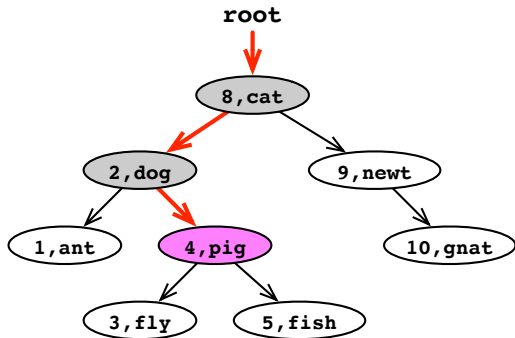 root
8,cat
2,dog
9,newt
1,ant
4,pig
10,gnat
3,fly
5,fish